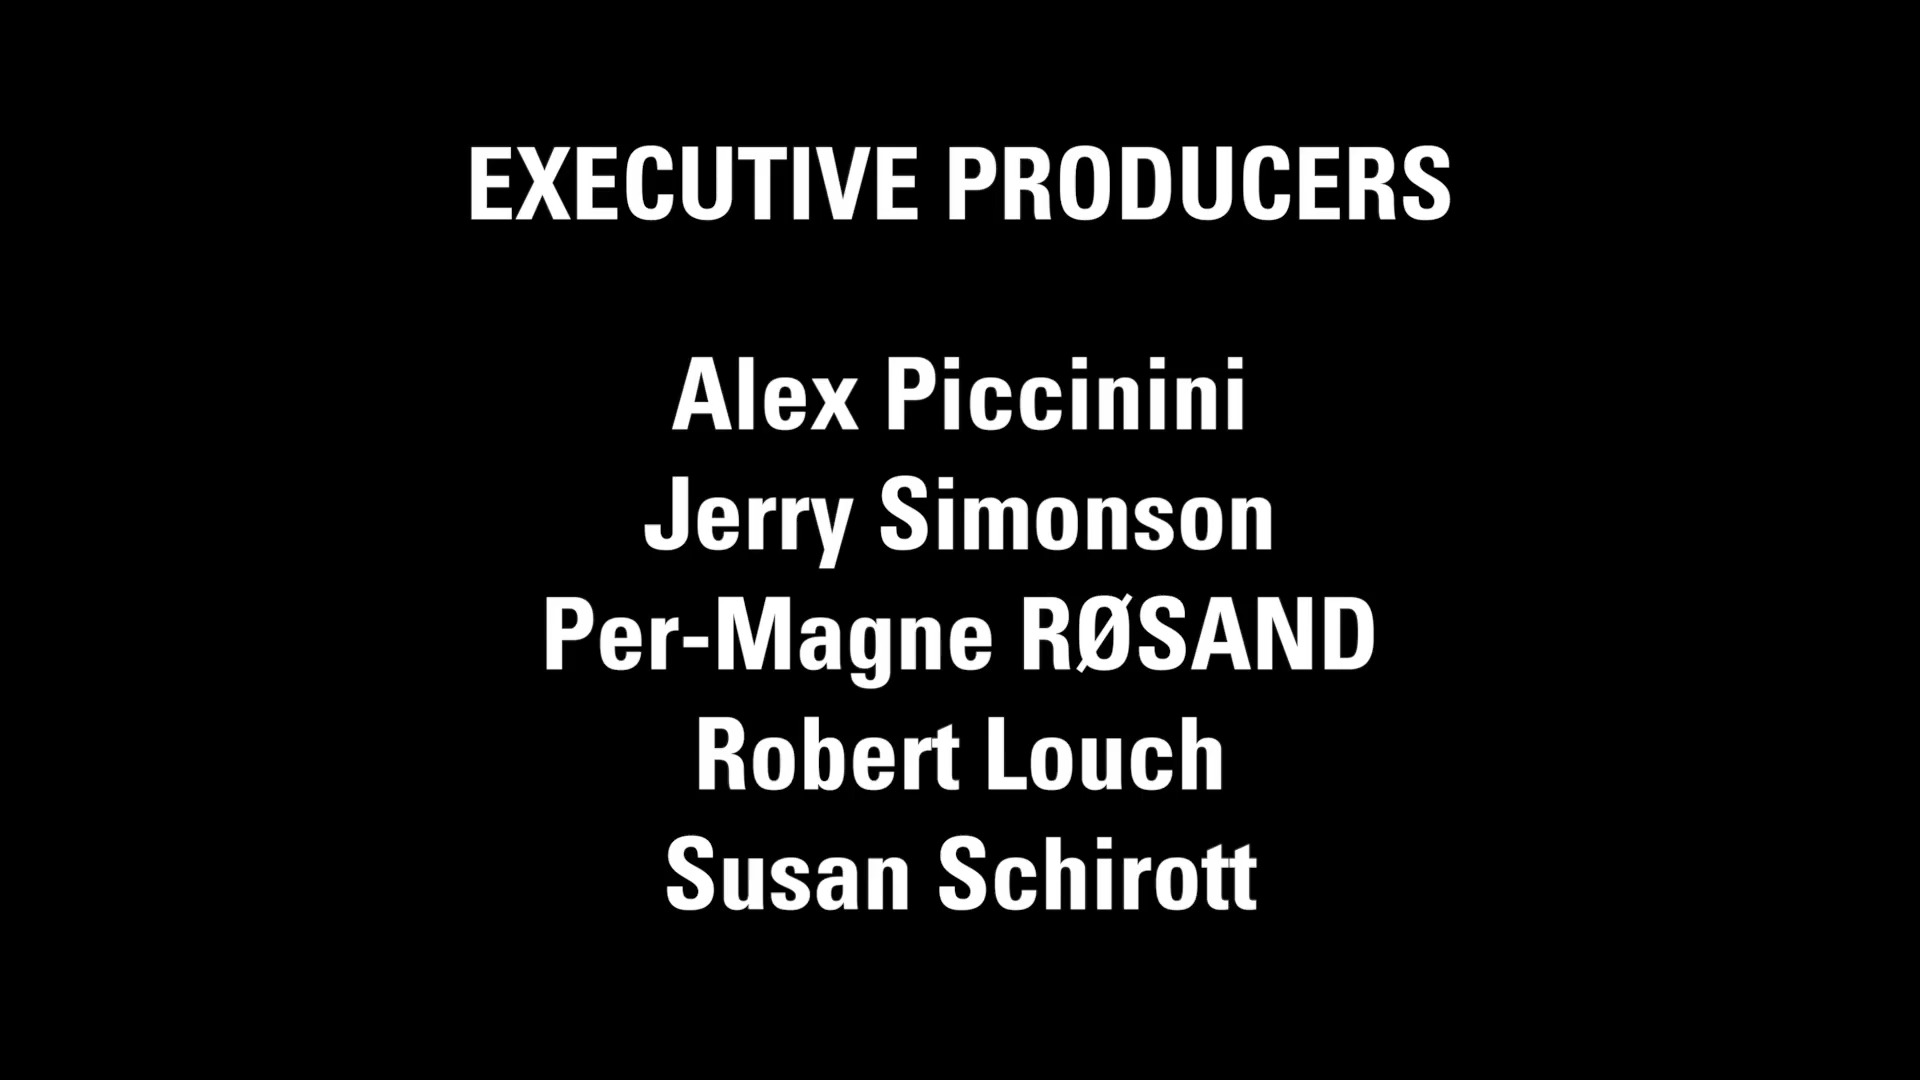 EXECUTIVE PRODUCERS
Alex Piccinini
Jerry Simonson
Per-Magne RØSAND
Robert Louch
Susan Schirott